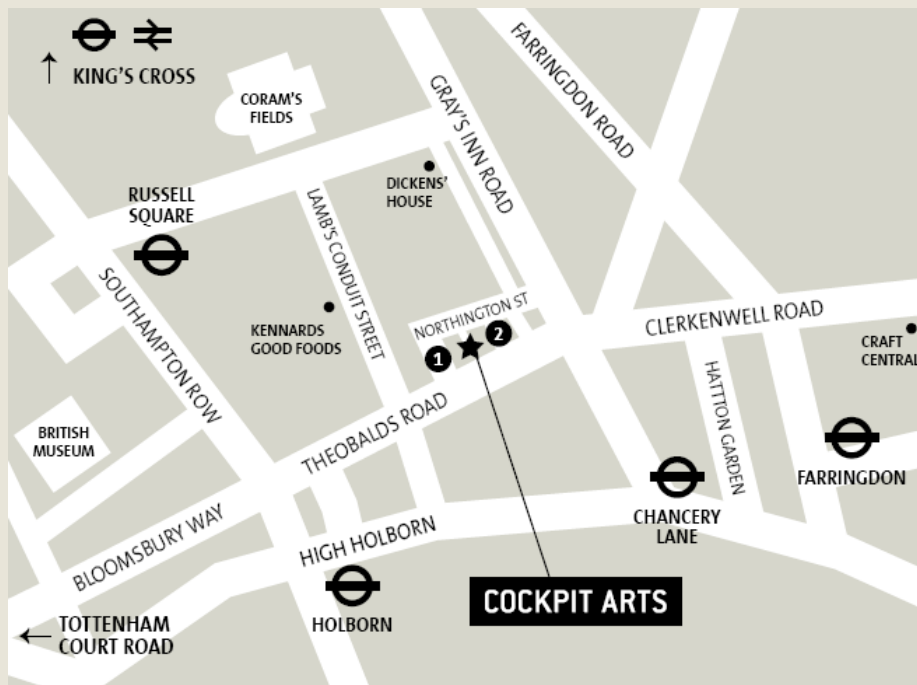 KING'S CROSS
CORAM'S
FIELDS
FARRINGDON ROAD
GRAY'S INN ROAD
DICKENS'
HOUSE
RUSSELL
SQUARE
LAMB'S CONDUIT STREET
SOUTHAMPTON ROW
KENNARDS
GOOD FOODS
NORTHINGTON ST
1
2
CLERKENWELL ROAD
CRAFT
CENTRAL
HATTTON GARDEN
BRITISH
MUSEUM
THEOBALDS ROAD
FARRINGDON
CHANCERY
LANE
BLOOMSBURY WAY
HIGH HOLBORN
HOLBORN
COCKPIT ARTS
TOTTENHAM
COURT ROAD